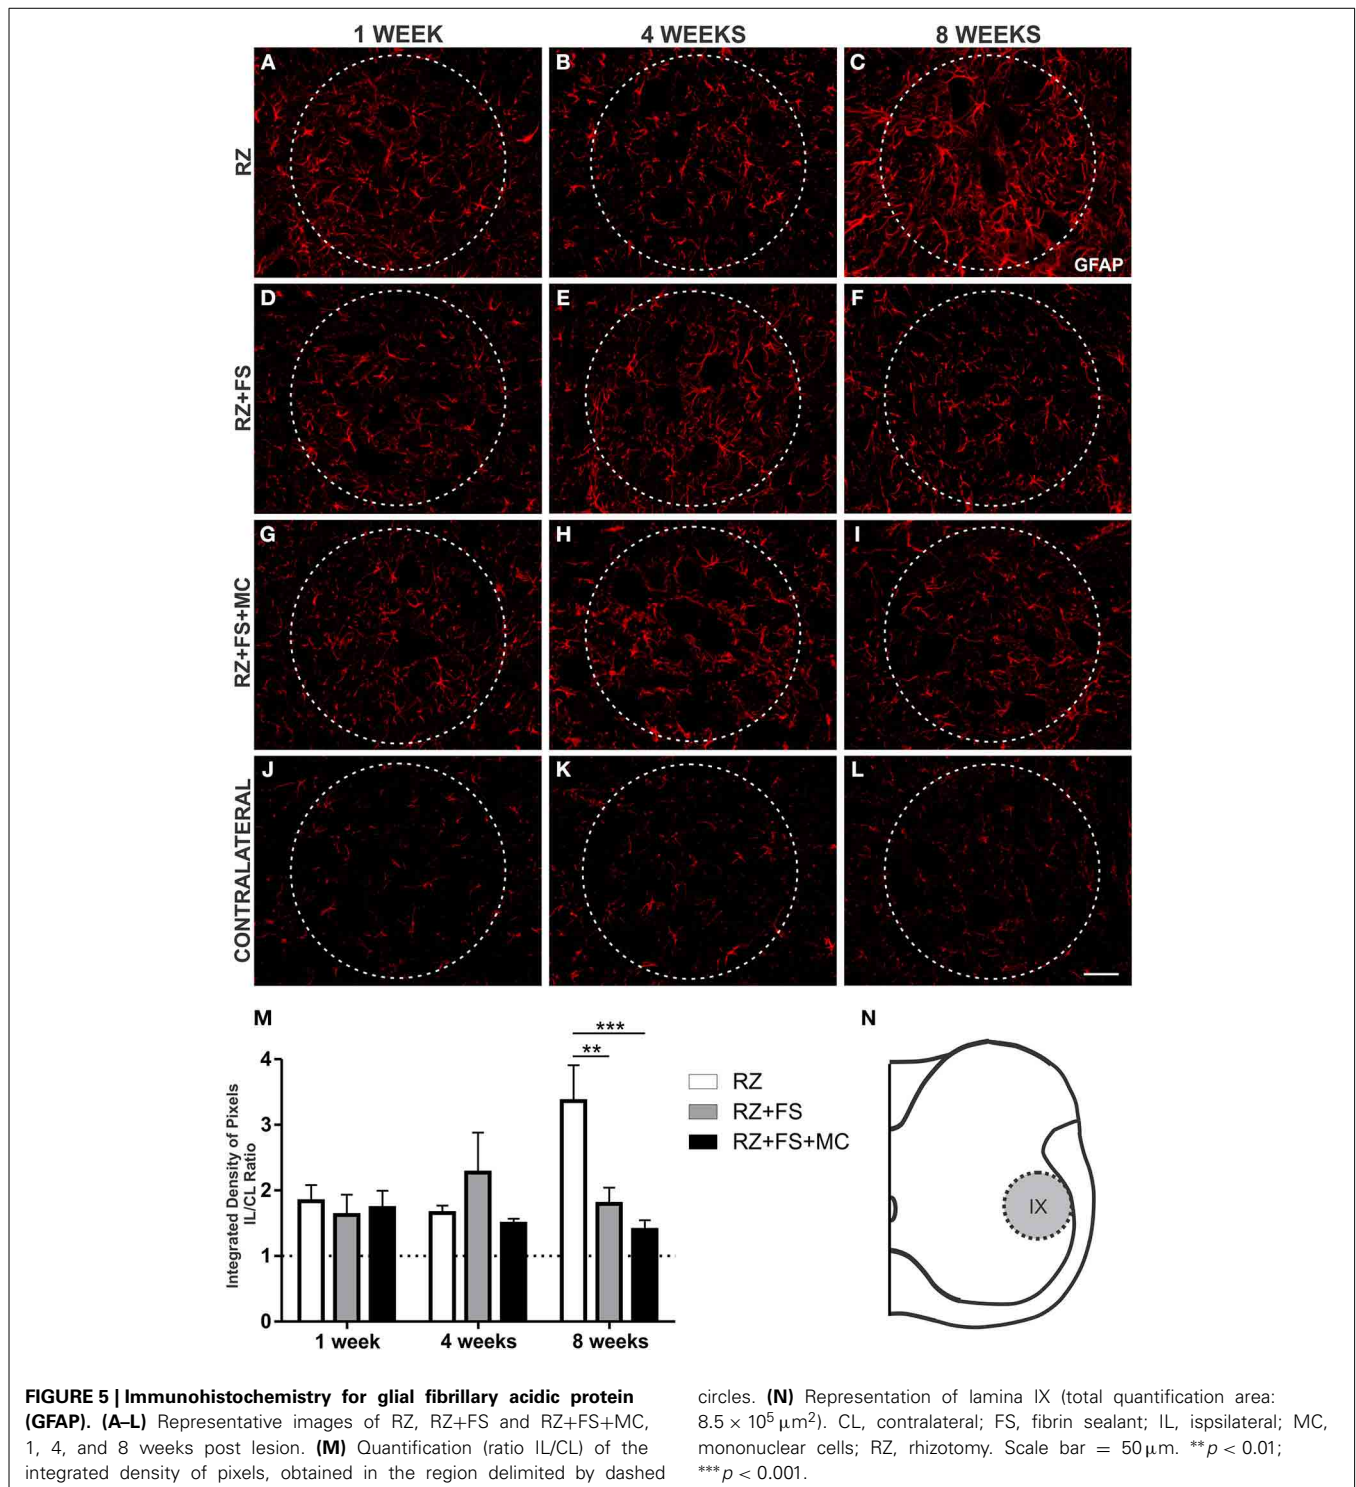 1 WEEK
4 WEEKS
8 WEEKS
RZ
A
B
C
GFAP
RZ+FS
D
E
F
RZ+FS+MC
G
H
I
CONTRALATERAL
J
K
L
M
Integrated Density of Pixels
IL/CL Ratio
4
3
2
1
0
***
**
1 week
4 weeks
8 weeks
RZ
RZ+FS
RZ+FS+MC
N
IX
FIGURE 5 | Immunohistochemistry for glial fibrillary acidic protein
(GFAP). (A–L) Representative images of RZ, RZ+FS and RZ+FS+MC,
1, 4, and 8 weeks post lesion. (M) Quantification (ratio IL/CL) of the
integrated density of pixels, obtained in the region delimited by dashed
circles. (N) Representation of lamina IX (total quantification area:
8.5 × 10⁵ μm²). CL, contralateral; FS, fibrin sealant; IL, ispsilateral; MC,
mononuclear cells; RZ, rhizotomy. Scale bar = 50 μm. **p < 0.01;
***p < 0.001.